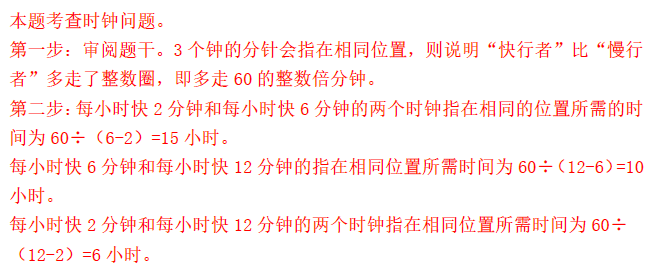 本题考查时钟问题。
第一步：审阅题干。3 个钟的分针会指在相同位置，则说明“快行者”比“慢行
者”多走了整数圈，即多走 60 的整数倍分钟。
第二步：每小时快 2 分钟和每小时快 6 分钟的两个时钟指在相同的位置所需的时
间为 60÷（6-2）=15 小时。
每小时快 6 分钟和每小时快 12 分钟的指在相同位置所需时间为 60÷（12-6）=10
小时。
每小时快 2 分钟和每小时快 12 分钟的两个时钟指在相同位置所需时间为 60÷
（12-2）=6 小时。